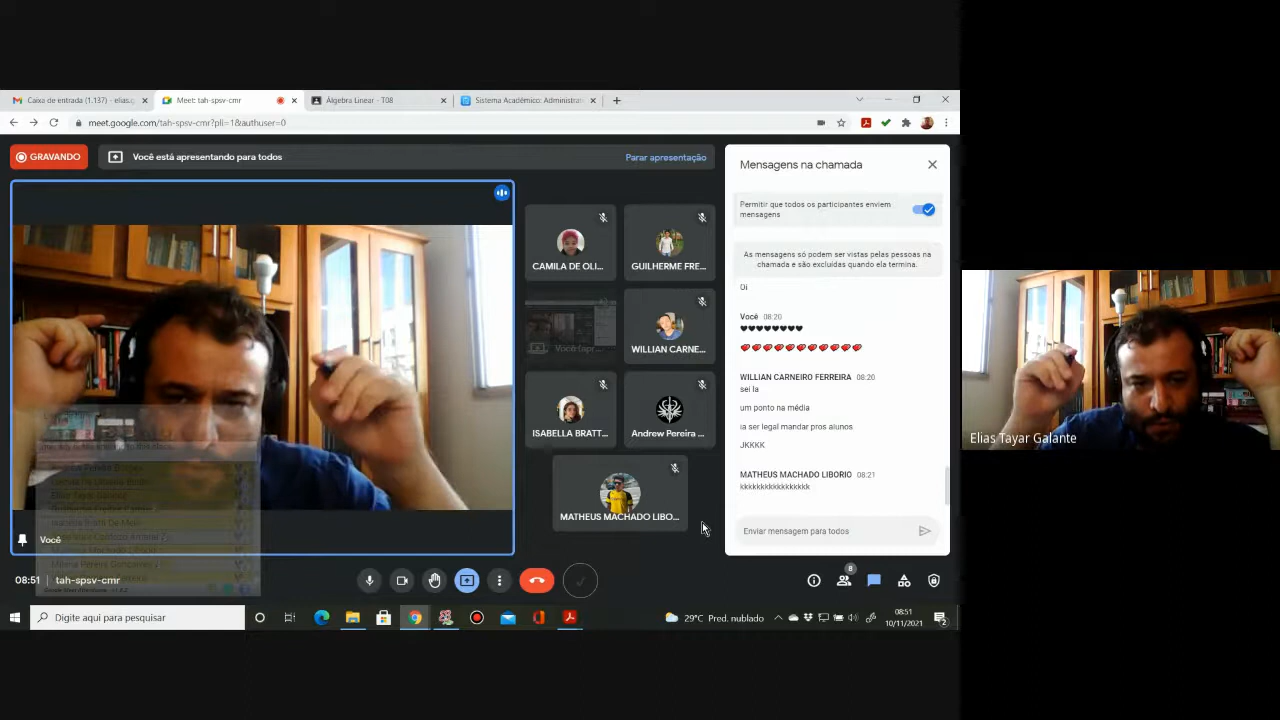 Caixa de entrada (1.137) - elias.g
Meet: tah-spsv-cmr
Álgebra Linear - T08
Sistema Acadêmico: Administra
meet.google.com/tah-spsv-cmr?pli=1&authuser=0
GRAVANDO
Você está apresentando para todos
Parar apresentação
CAMILA DE OLI...
GUILHERME FRE...
Você (apr...
WILLIAN CARNE...
ISABELLA BRATT...
Andrew Pereira ...
MATHEUS MACHADO LIBO...
Você
08:51
tah-spsv-cmr
Mensagens na chamada
Permitir que todos os participantes enviem
mensagens
As mensagens só podem ser vistas pelas pessoas na
chamada e são excluídas quando ela termina.
Oi
Você 08:20
WILLIAN CARNEIRO FERREIRA 08:20
sei la
um ponto na média
ia ser legal mandar pros alunos
JKKKK
MATHEUS MACHADO LIBORIO 08:21
kkkkkkkkkkkkkkkkk
Enviar mensagem para todos
8
Digite aqui para pesquisar
29°C Pred. nublado
08:51
10/11/2021
2
Elias Tayar Galante